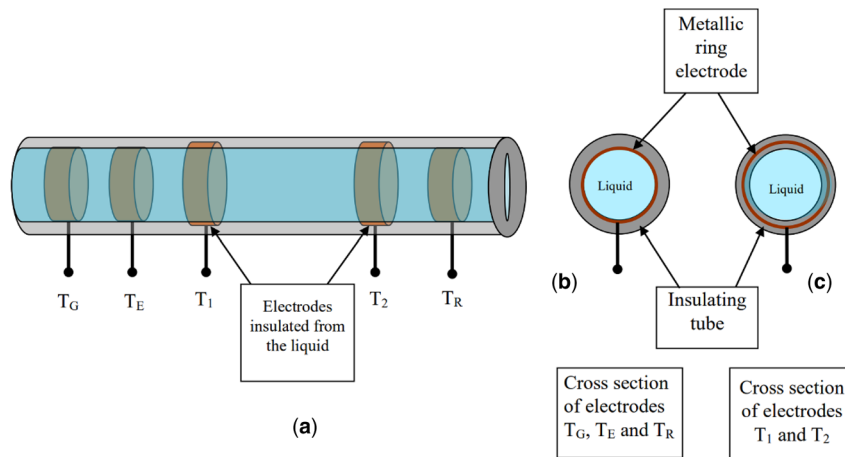 Metallic
ring
electrode
Liquid
Liquid
T_G
T_E
T_1
T_2
T_R
Electrodes
insulated from
the liquid
(b)
(c)
Insulating
tube
(a)
Cross section
of electrodes
T_G, T_E and T_R
Cross section
of electrodes
T_1 and T_2